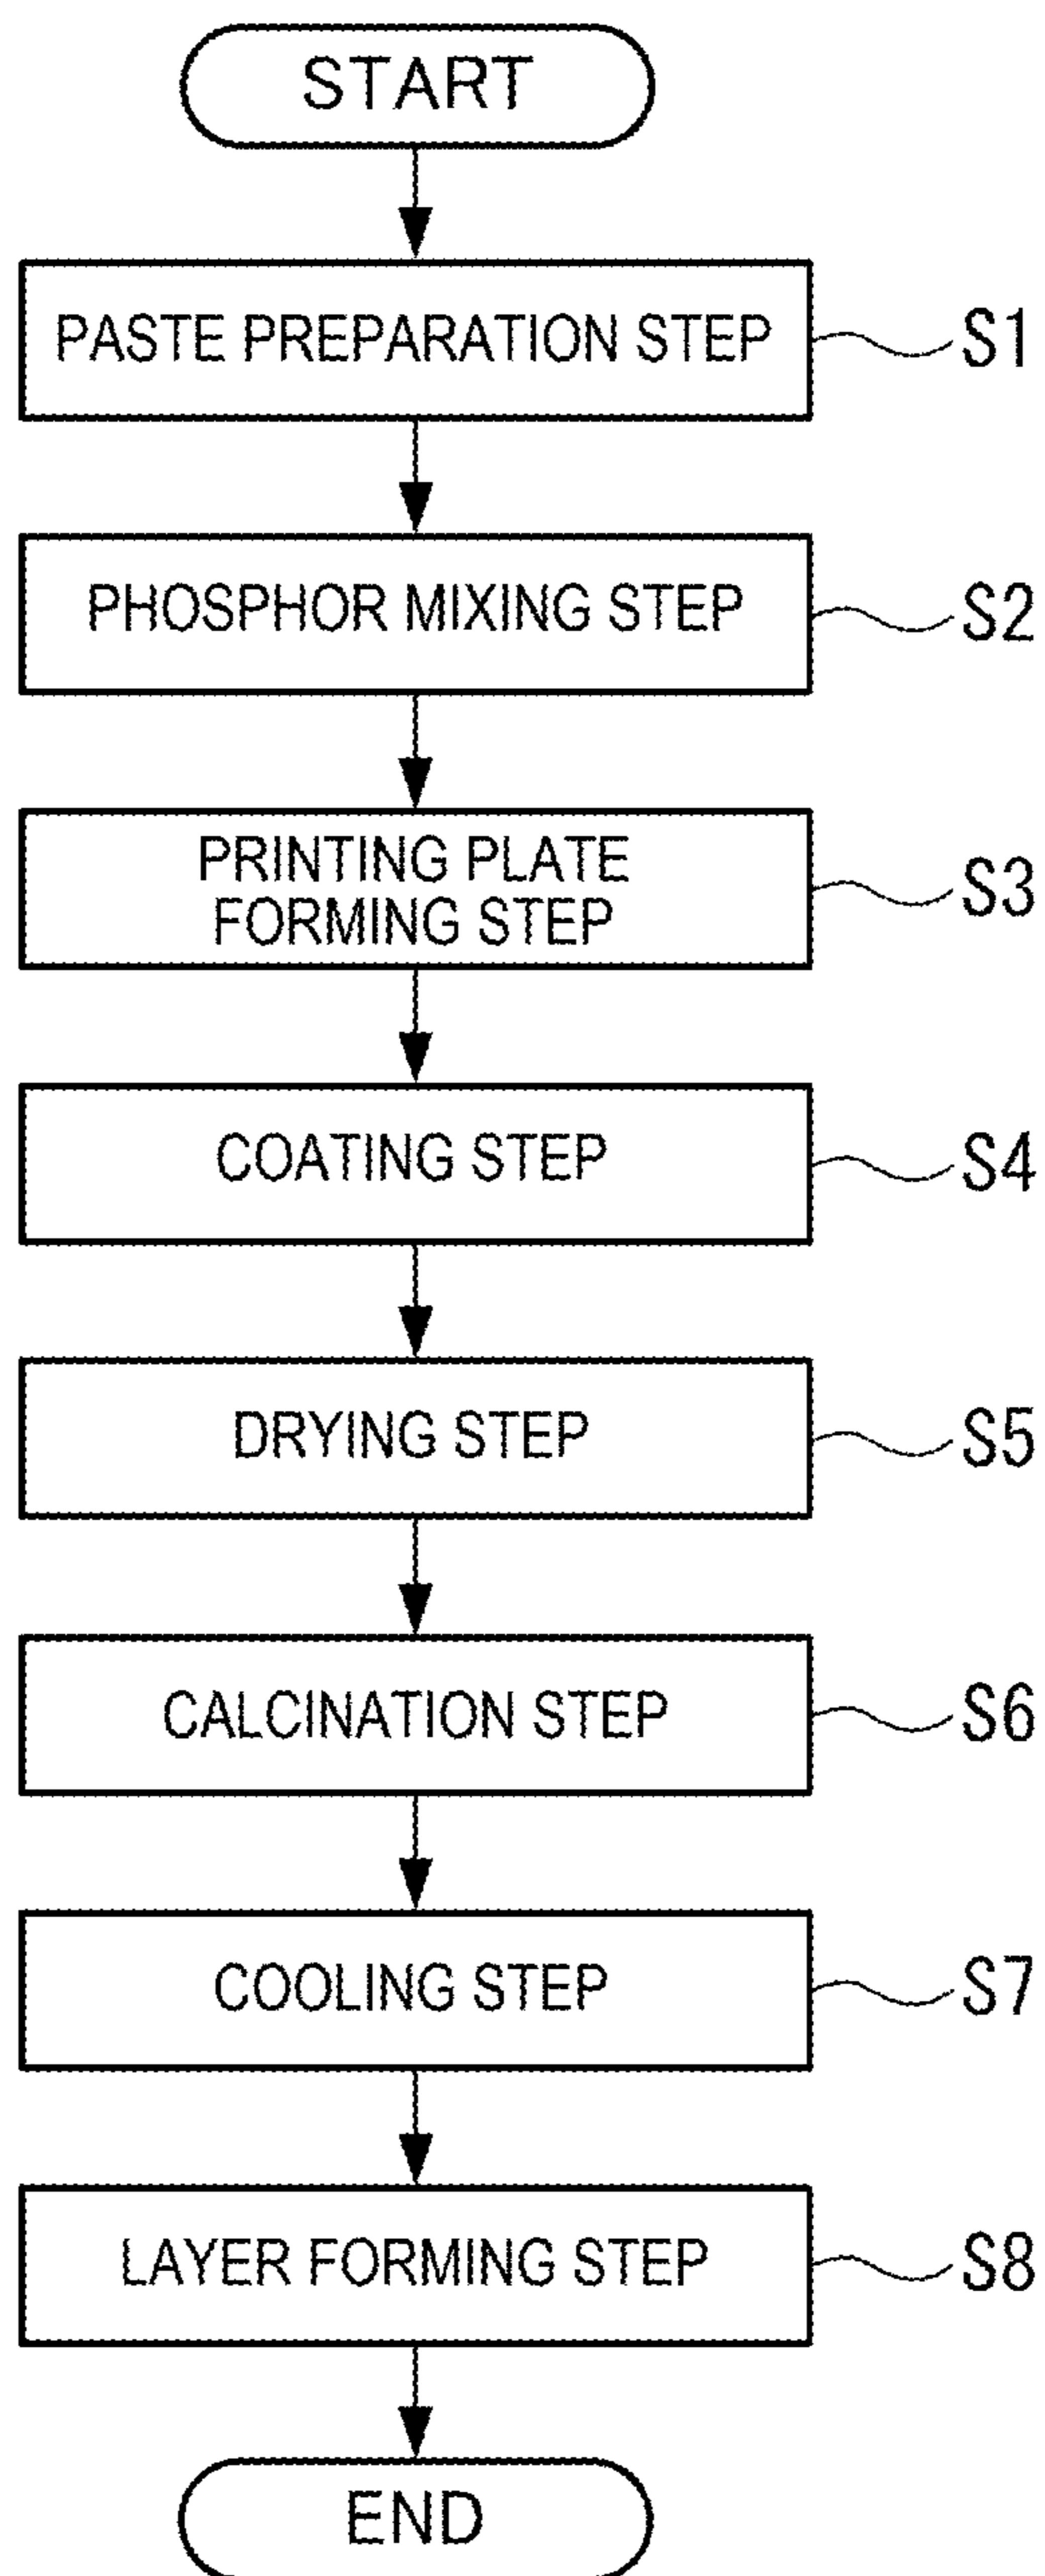 START
PASTE PREPARATION STEP
S1
PHOSPHOR MIXING STEP
S2
PRINTING PLATE
FORMING STEP
S3
COATING STEP
S4
DRYING STEP
S5
CALCINATION STEP
S6
COOLING STEP
S7
LAYER FORMING STEP
S8
END